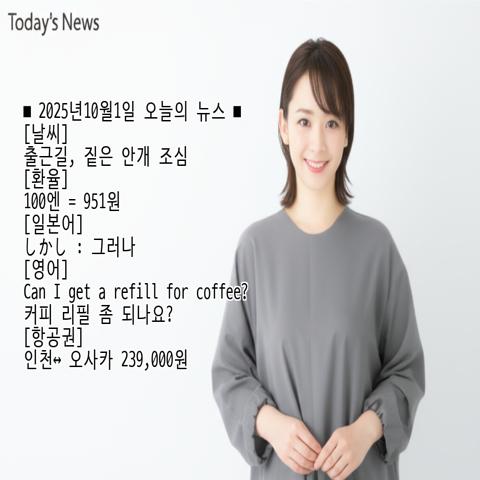 Today's News
■ 2025년10월1일 오늘의 뉴스 ■
[날씨]
출근길, 짙은 안개 조심
[환율]
100엔 = 951원
[일본어]
しかし : 그러나
[영어]
Can I get a refill for coffee?
커피 리필 좀 되나요?
[항공권]
인천↔ 오사카 239,000원